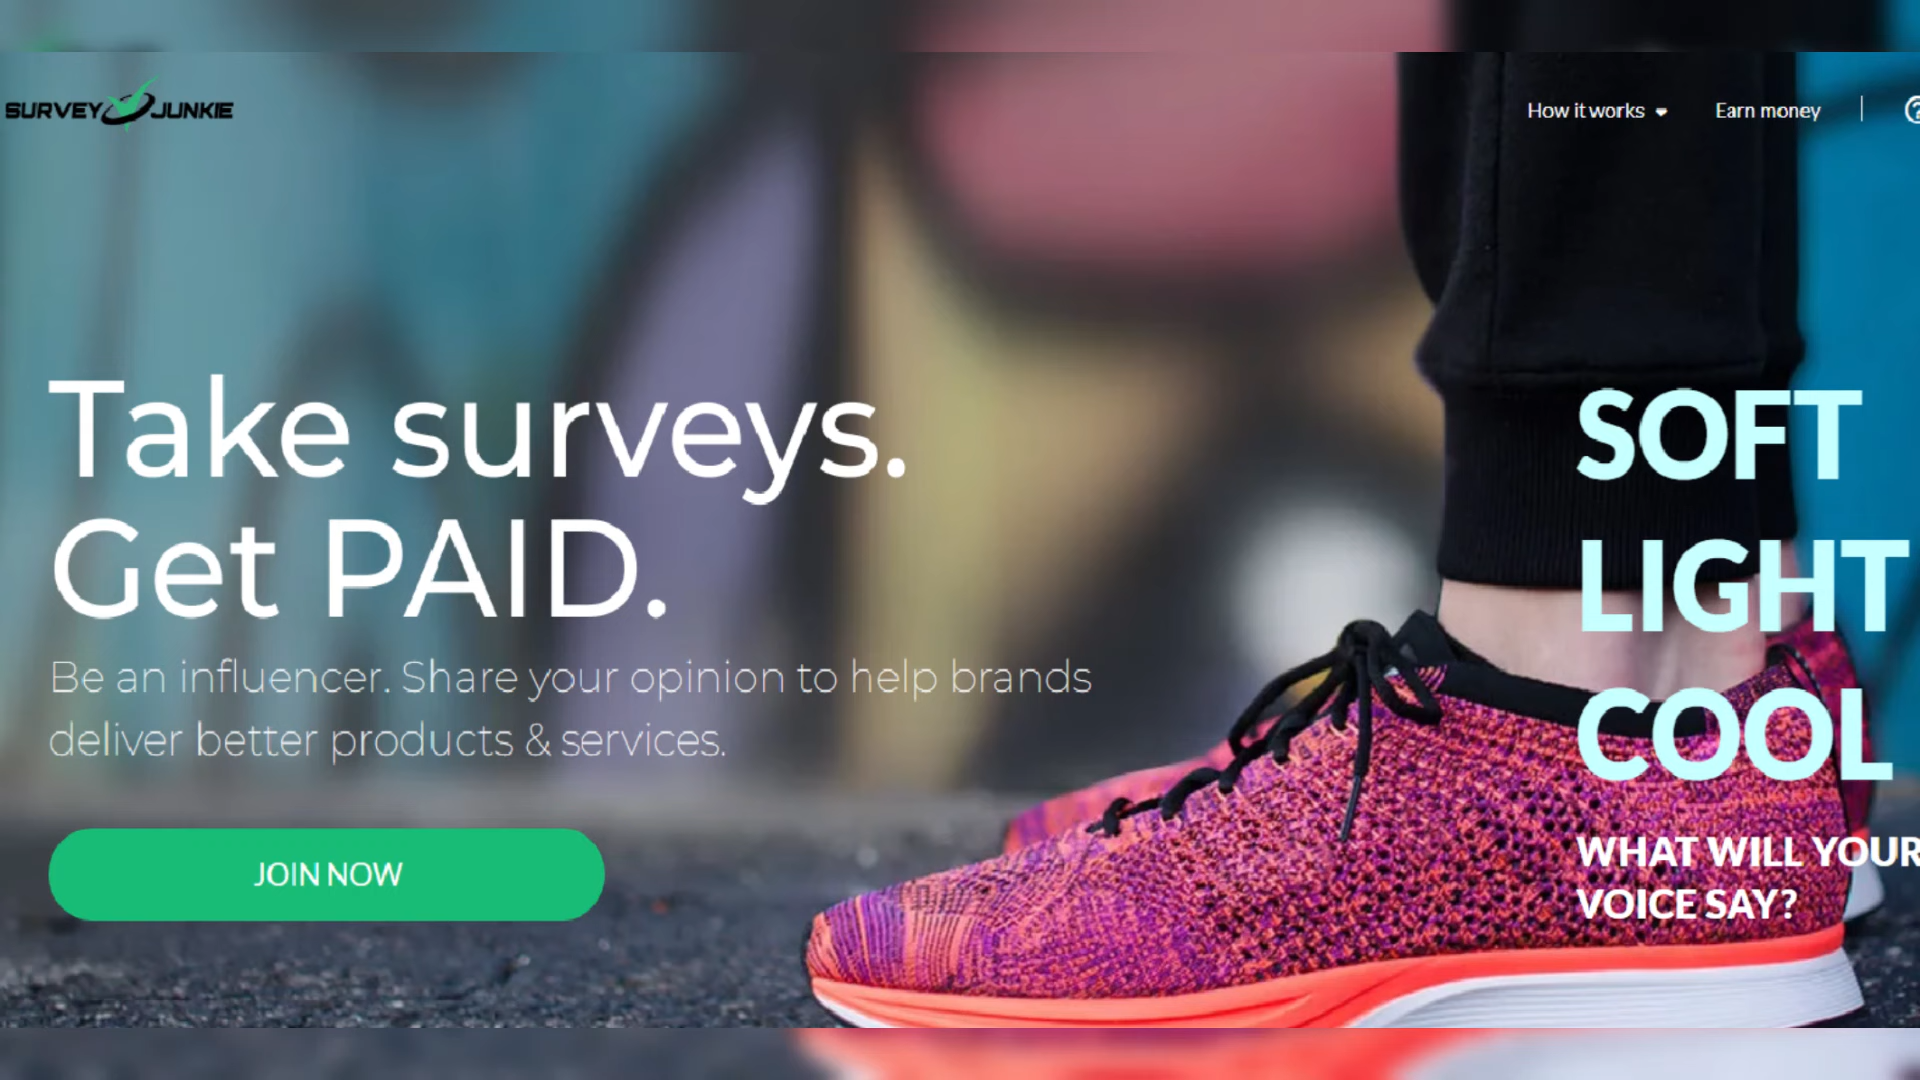 SURVEY JUNKIE
How it works
Earn money
Take surveys.
Get PAID.
Be an influencer. Share your opinion to help brands
deliver better products & services.
JOIN NOW
SOFT
LIGHT
COOL
WHAT WILL YOUR
VOICE SAY?